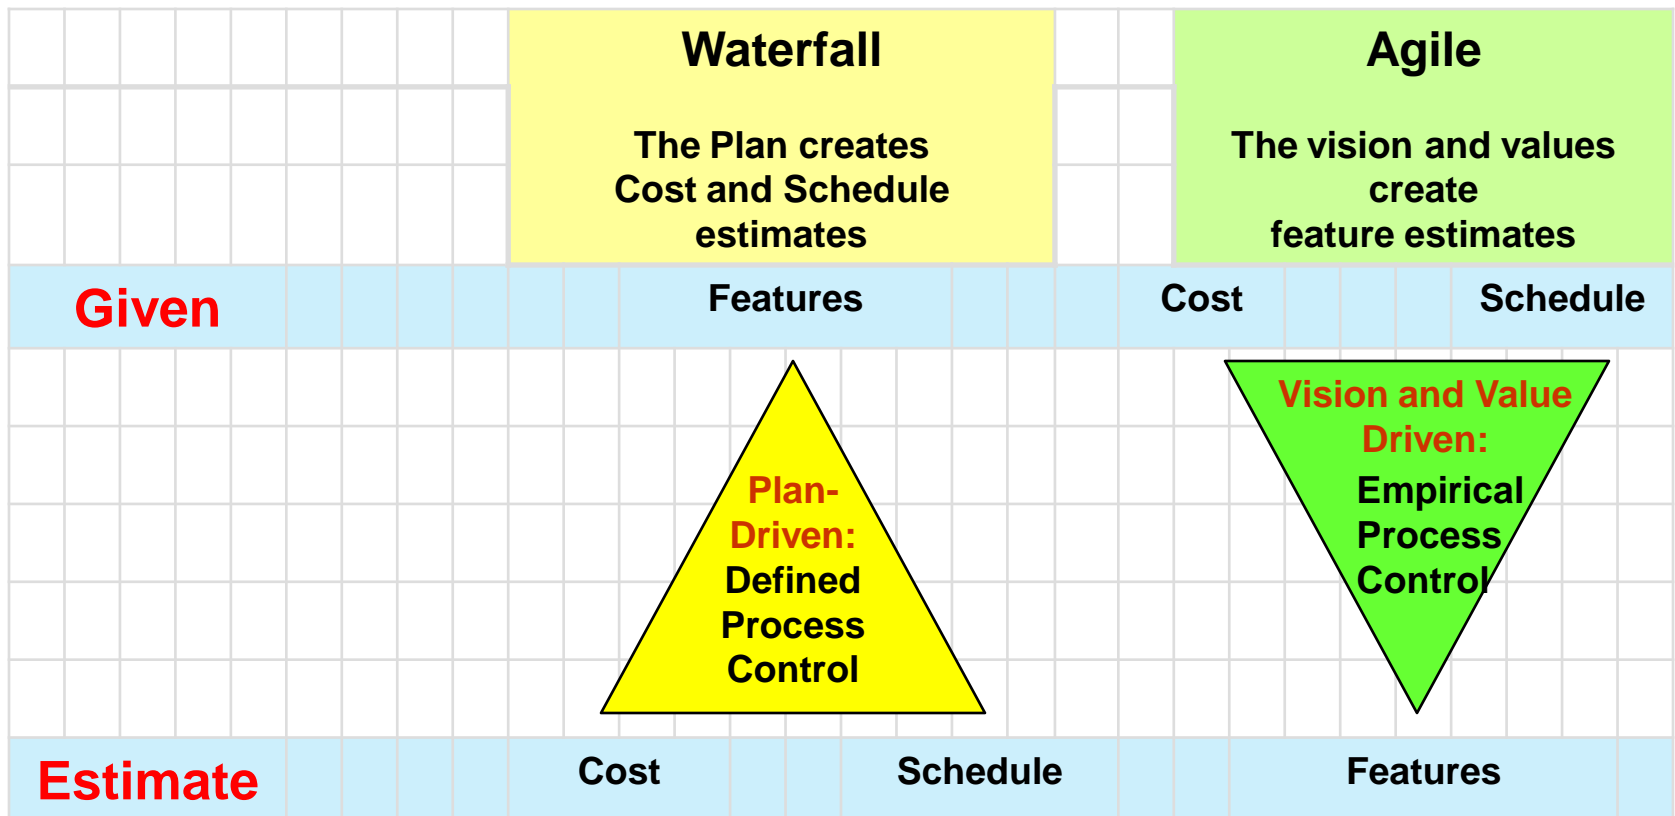 Waterfall
The Plan creates
Cost and Schedule
estimates
Agile
The vision and values
create
feature estimates
Given
Features
Cost
Schedule
Plan-
Driven:
Defined
Process
Control
Vision and Value
Driven:
Empirical
Process
Control
Estimate
Cost
Schedule
Features